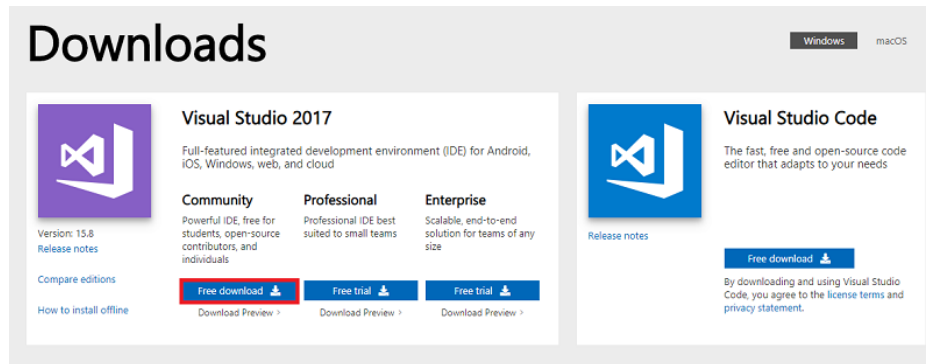 Downloads
Windows
macOS
Visual Studio 2017
Full-featured integrated development environment (IDE) for Android,
iOS, Windows, web, and cloud
Community
Powerful IDE, free for
students, open-source
contributors, and
individuals
Free download
Download Preview >
Professional
Professional IDE best
suited to small teams
Free trial
Download Preview >
Enterprise
Scalable, end-to-end
solution for teams of any
size
Free trial
Download Preview >
Version: 15.8
Release notes
Compare editions
How to install offline
Visual Studio Code
The fast, free and open-source code
editor that adapts to your needs
Release notes
Free download
By downloading and using Visual Studio
Code, you agree to the license terms and
privacy statement.